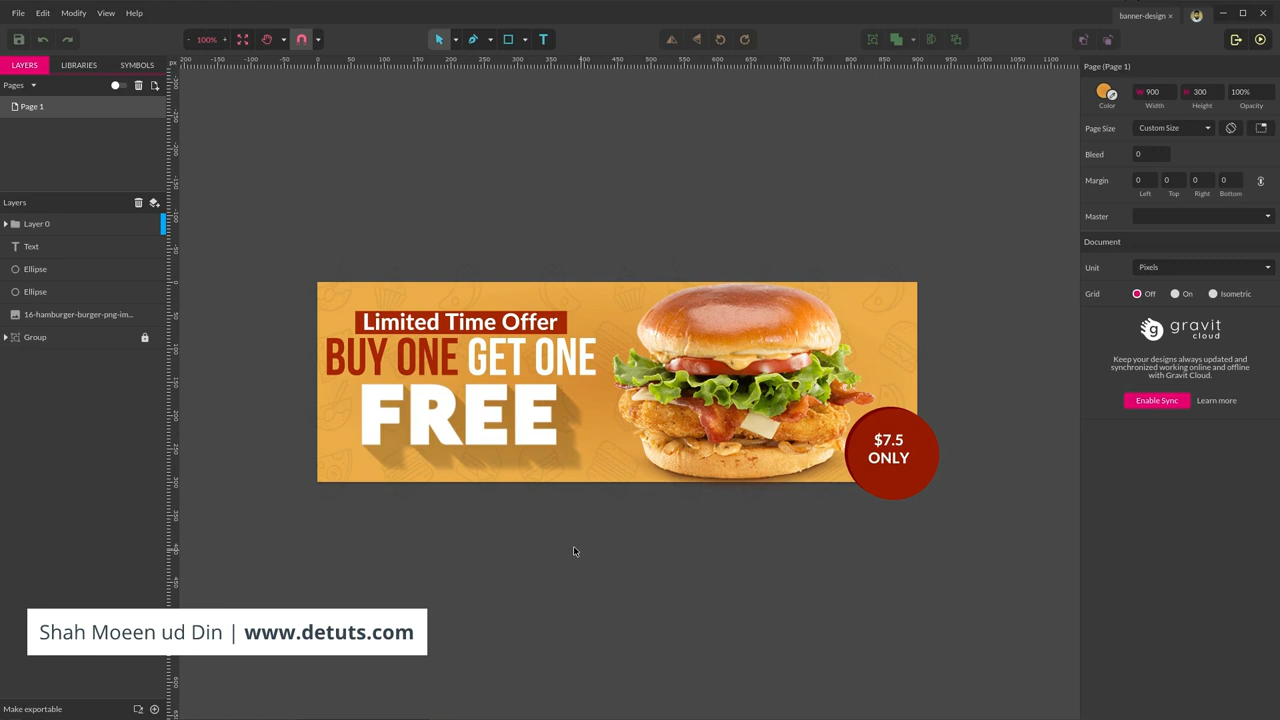 File Edit Modify View Help
banner-design ×
- 100% +
LAYERS LIBRARIES SYMBOLS
Pages
Page 1
Layers
Layer 0
Text
Ellipse
Ellipse
16-hamburger-burger-png-im...
Group
Make exportable
px
Limited Time Offer
BUY ONE GET ONE
FREE
$7.5
ONLY
Shah Moeen ud Din | www.detuts.com
Page (Page 1)
W 900 H 300 100%
Color Width Height Opacity
Page Size Custom Size
Bleed 0
Margin 0 0 0 0
Left Top Right Bottom
Master
Document
Unit Pixels
Grid Off On Isometric
gravit
cloud
Keep your designs always updated and
synchronized working online and offline
with Gravit Cloud.
Enable Sync Learn more